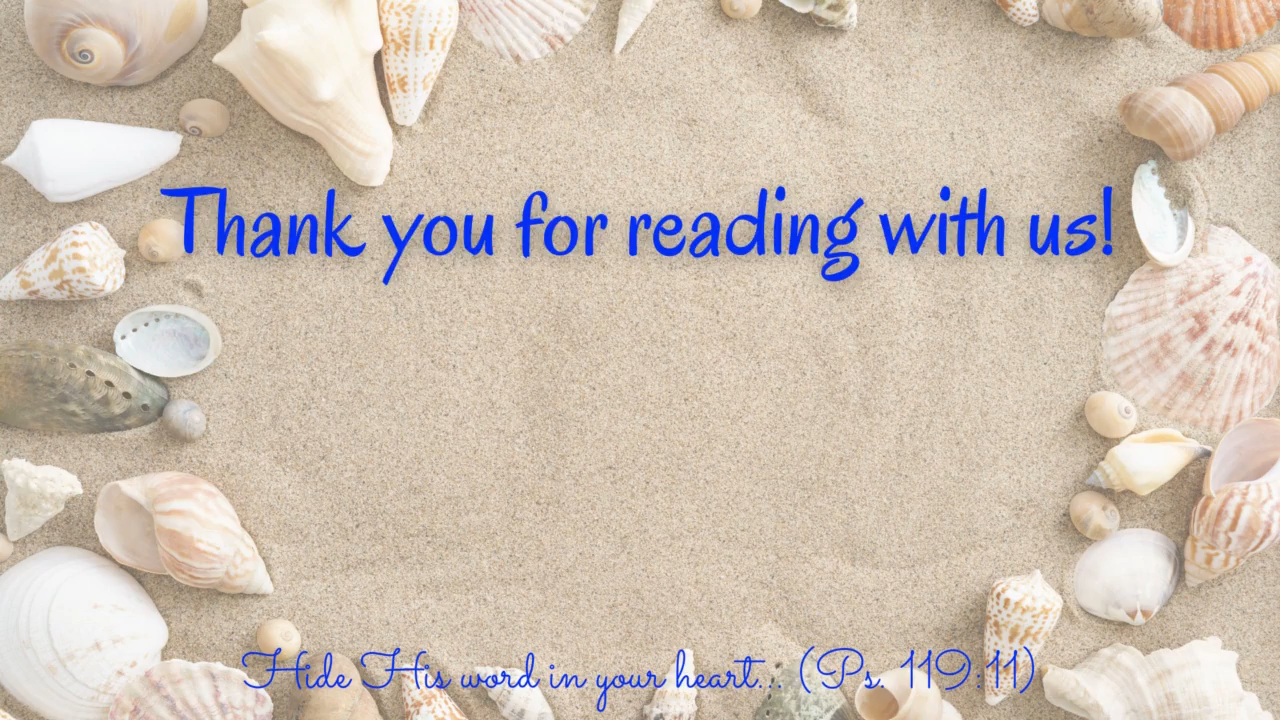 Thank you for reading with us!
Hide His word in your heart... (Ps. 119:11)